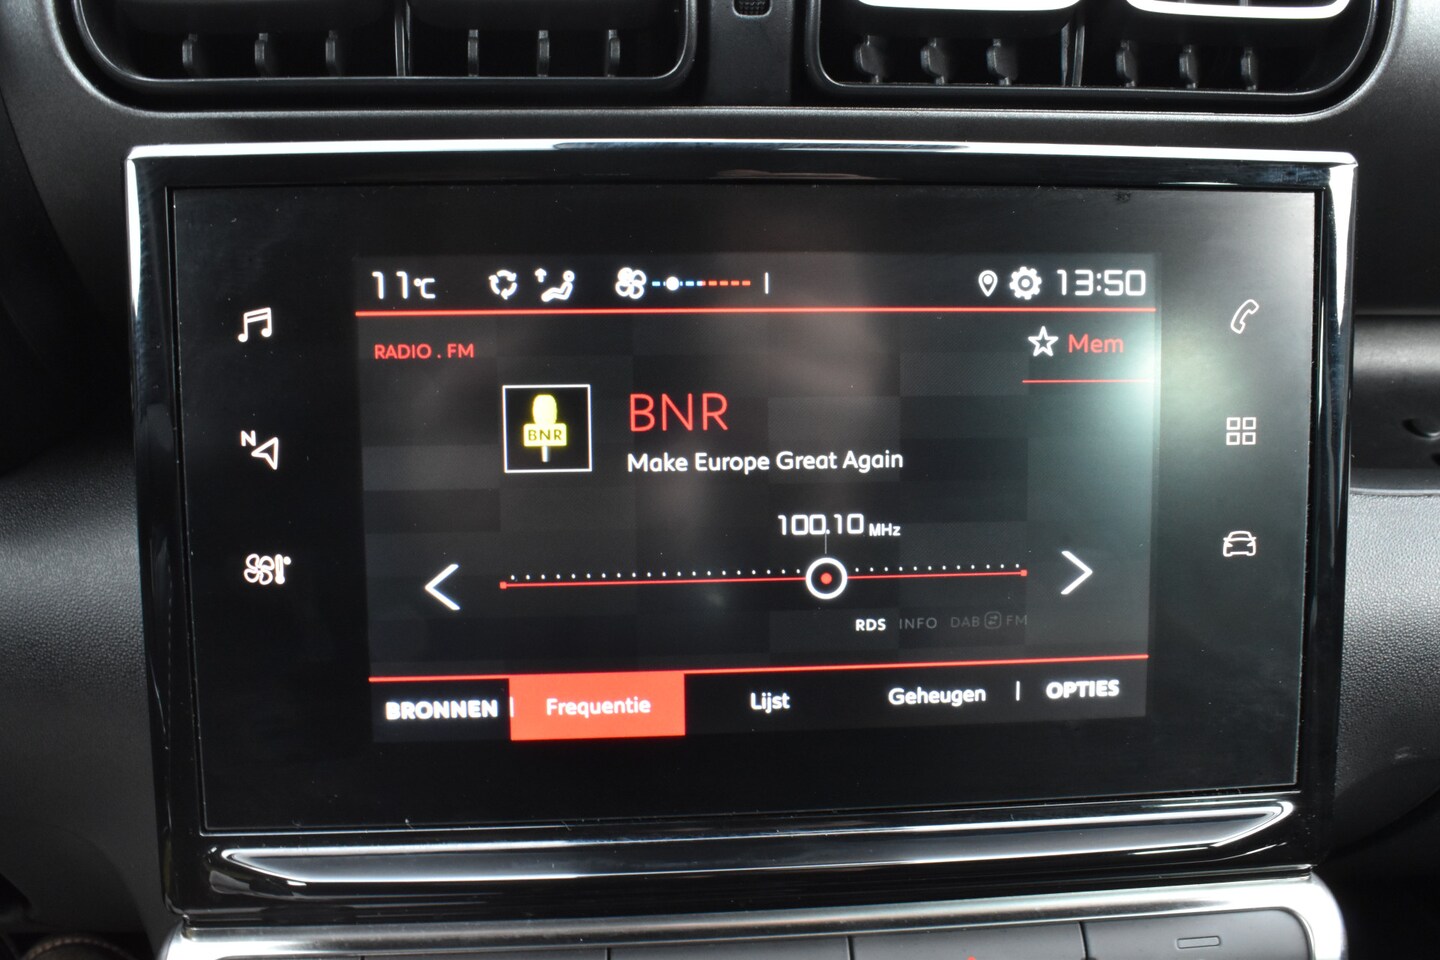 11°C
13:50
RADIO . FM
Mem
BNR
BNR
Make Europe Great Again
N
100.10 MHz
RDS INFO DAB FM
BRONNEN Frequentie Lijst Geheugen OPTIES